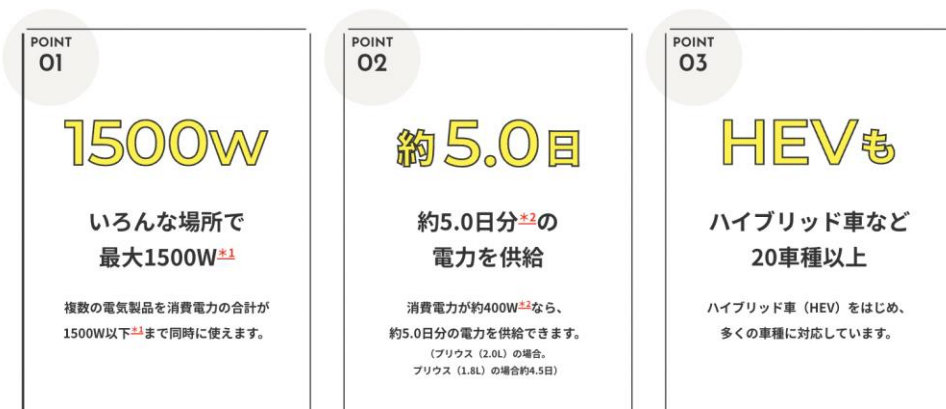 POINT
01
1500W
いろんな場所で
最大1500W*1
複数の電気製品を消費電力の合計が
1500W以下*1まで同時に使えます。
POINT
02
約5.0日
約5.0日分*2の
電力を供給
消費電力が約400W*2なら、
約5.0日分の電力を供給できます。
(プリウス（2.0L）の場合。
プリウス（1.8L）の場合約4.5日)
POINT
03
HEVも
ハイブリッド車など
20車種以上
ハイブリッド車（HEV）をはじめ、
多くの車種に対応しています。